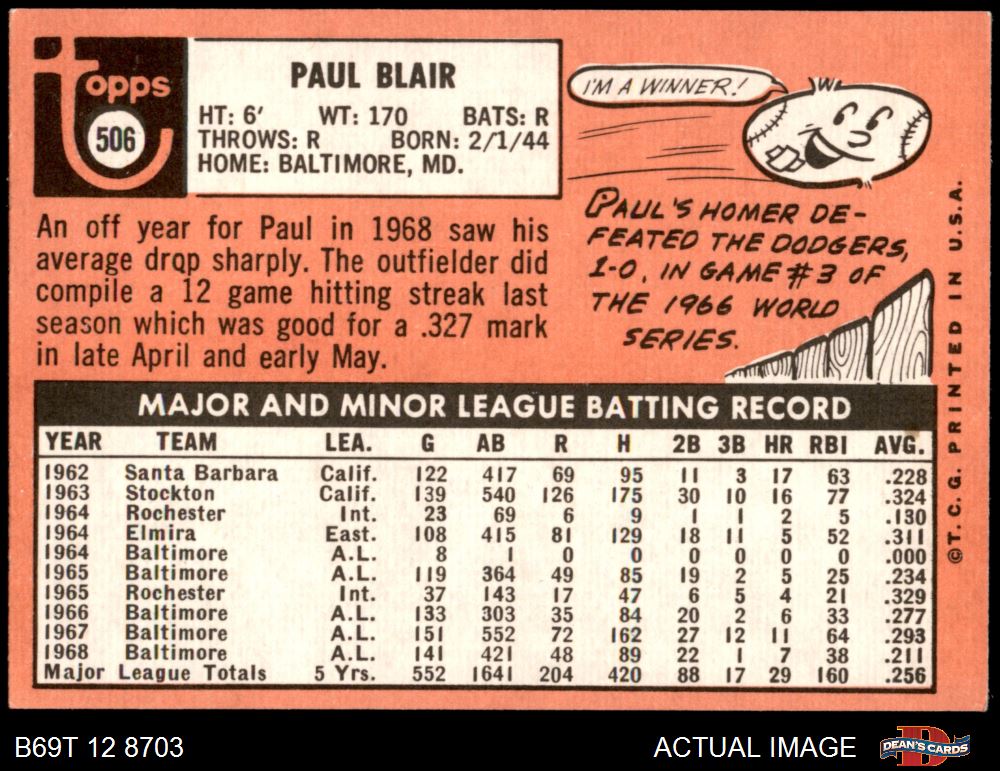 topps
506
PAUL BLAIR
HT: 6' WT: 170 BATS: R
THROWS: R BORN: 2/1/44
HOME: BALTIMORE, MD.
I'M A WINNER!
PAUL'S HOMER DE-
FEATED THE DODGERS,
1-0, IN GAME #3 OF
THE 1966 WORLD
SERIES.
An off year for Paul in 1968 saw his
average drop sharply. The outfielder did
compile a 12 game hitting streak last
season which was good for a .327 mark
in late April and early May.
MAJOR AND MINOR LEAGUE BATTING RECORD
YEAR TEAM LEA. G AB R H 2B 3B HR RBI AVG.
1962 Santa Barbara Calif. 122 417 69 95 11 3 17 63 .228
1963 Stockton Calif. 139 540 126 175 30 10 16 77 .324
1964 Rochester Int. 23 69 6 9 1 1 2 5 .130
1964 Elmira East. 108 415 81 129 18 11 5 52 .311
1964 Baltimore A.L. 8 1 0 0 0 0 0 0 .000
1965 Baltimore A.L. 119 364 49 85 19 2 5 25 .234
1965 Rochester Int. 37 143 17 47 6 5 4 21 .329
1966 Baltimore A.L. 133 303 35 84 20 2 6 33 .277
1967 Baltimore A.L. 151 552 72 162 27 12 11 64 .293
1968 Baltimore A.L. 141 421 48 89 22 1 7 38 .211
Major League Totals 5 Yrs. 552 1641 204 420 88 17 29 160 .256
©T.C.G. PRINTED IN U.S.A.
B69T 12 8703
ACTUAL IMAGE
D
DEAN'S CARDS